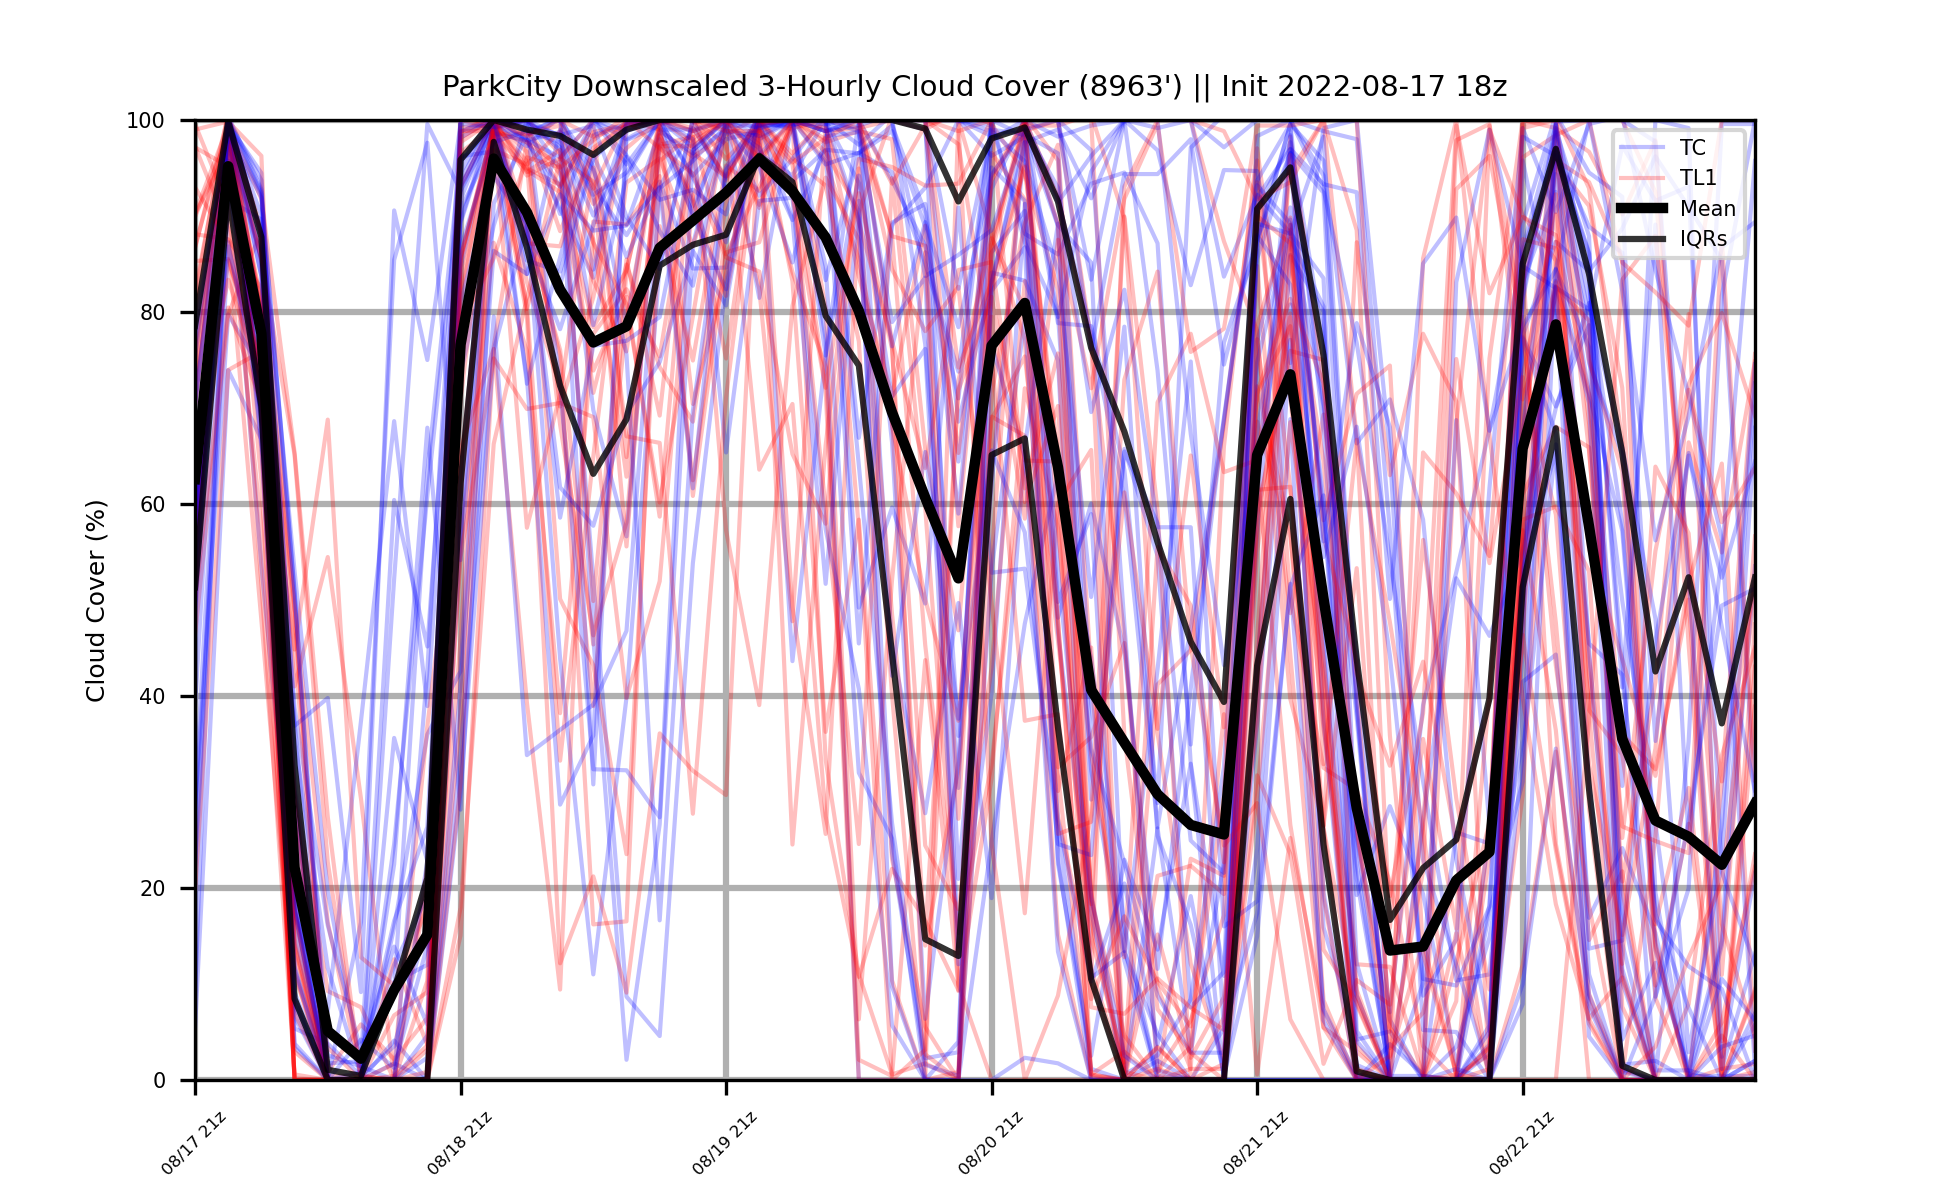 ParkCity Downscaled 3-Hourly Cloud Cover (8963') || Init 2022-08-17 18z
Cloud Cover (%)
100
80
60
40
20
0
TC
TL1
Mean
IQRs
08/17 21z
08/18 21z
08/19 21z
08/20 21z
08/21 21z
08/22 21z